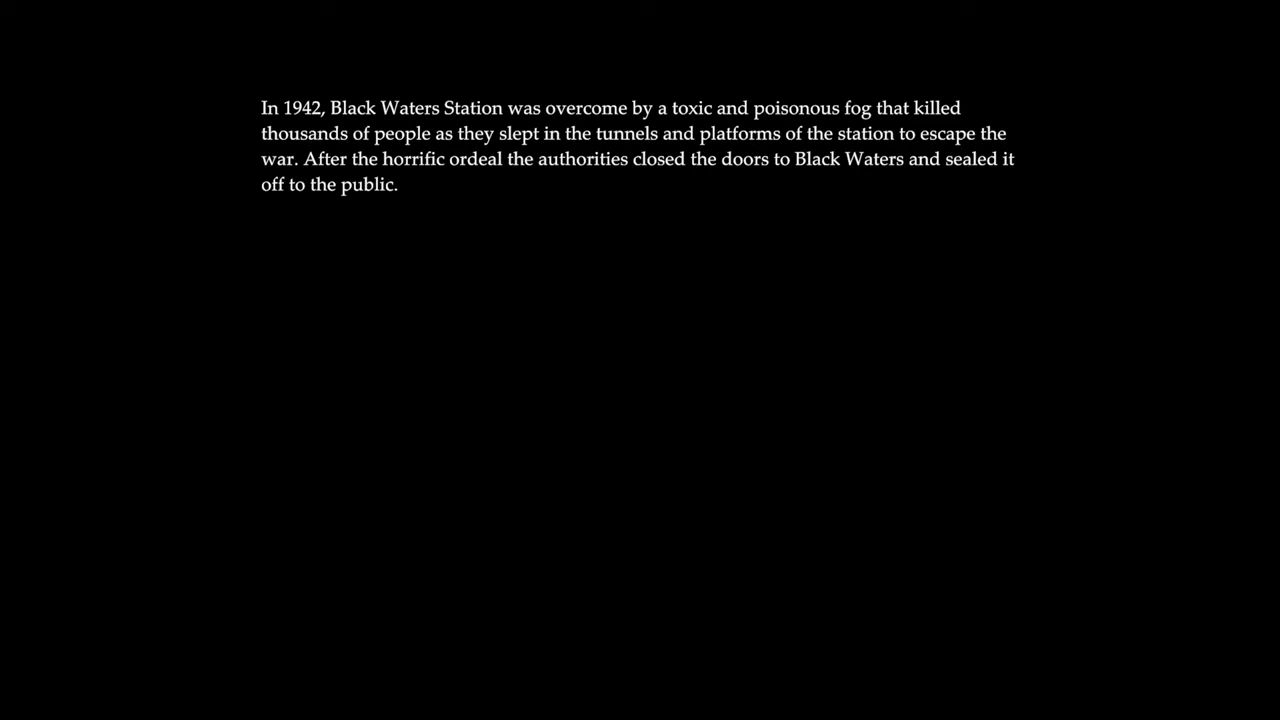 In 1942, Black Waters Station was overcome by a toxic and poisonous fog that killed
thousands of people as they slept in the tunnels and platforms of the station to escape the
war. After the horrific ordeal the authorities closed the doors to Black Waters and sealed it
off to the public.